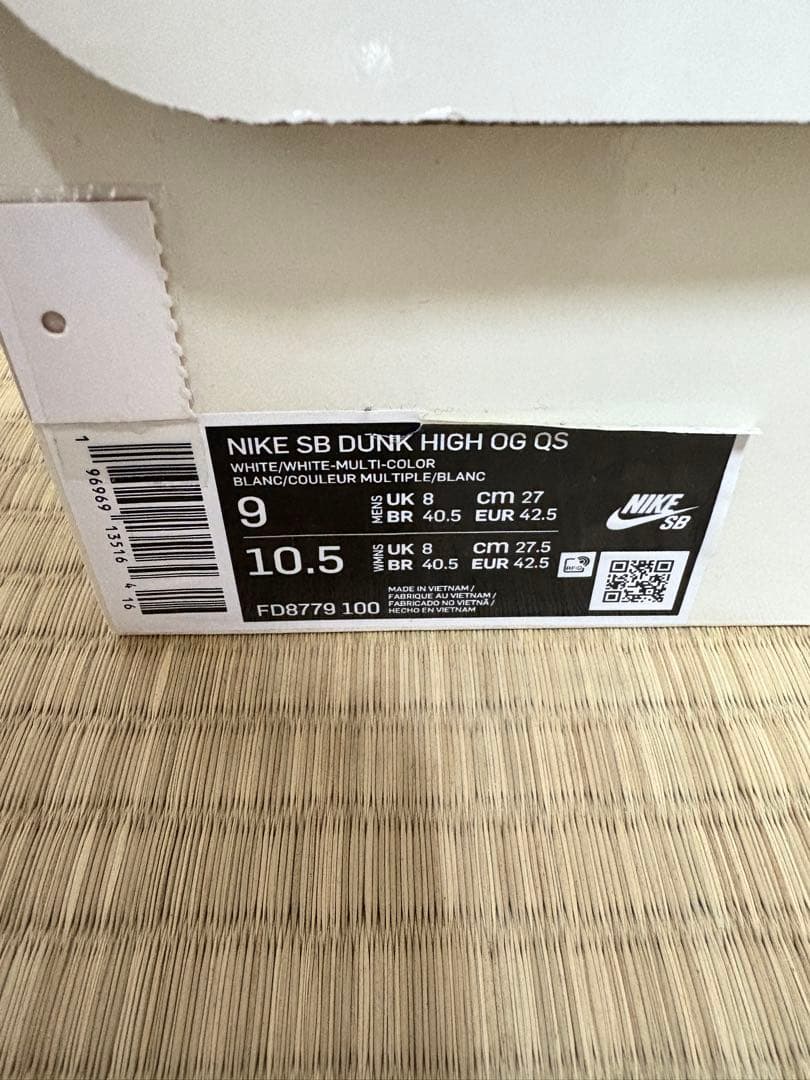 NIKE SB DUNK HIGH OG QS
WHITE/WHITE-MULTI-COLOR
BLANC/COULEUR MULTIPLE/BLANC
9 MENS UK 8 cm 27
BR 40.5 EUR 42.5
10.5 WMNS UK 8 cm 27.5
BR 40.5 EUR 42.5
FD8779 100
MADE IN VIETNAM /
FABRIQUE AU VIETNAM /
FABRICADO NO VIETNÃ /
HECHO EN VIETNAM
NIKE
SB
RFID
1 96969 13516 4 16